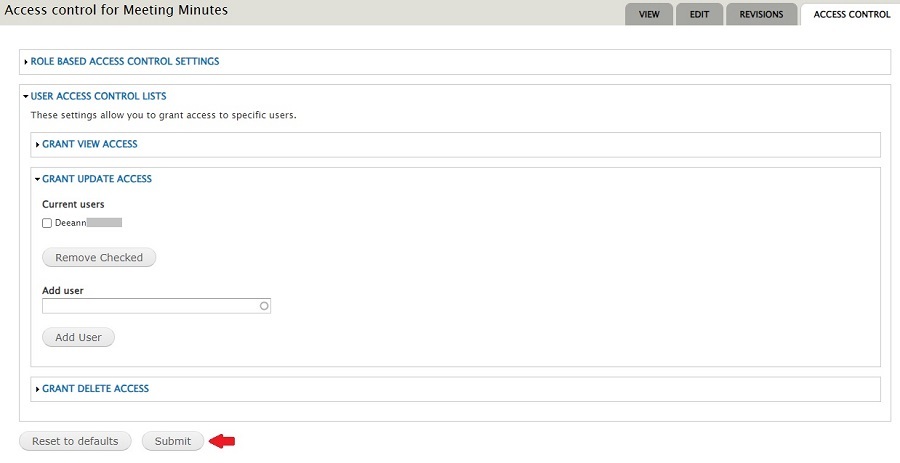 Access control for Meeting Minutes
VIEW
EDIT
REVISIONS
ACCESS CONTROL
ROLE BASED ACCESS CONTROL SETTINGS
USER ACCESS CONTROL LISTS
These settings allow you to grant access to specific users.
GRANT VIEW ACCESS
GRANT UPDATE ACCESS
Current users
Deeann
Remove Checked
Add user
Add User
GRANT DELETE ACCESS
Reset to defaults
Submit